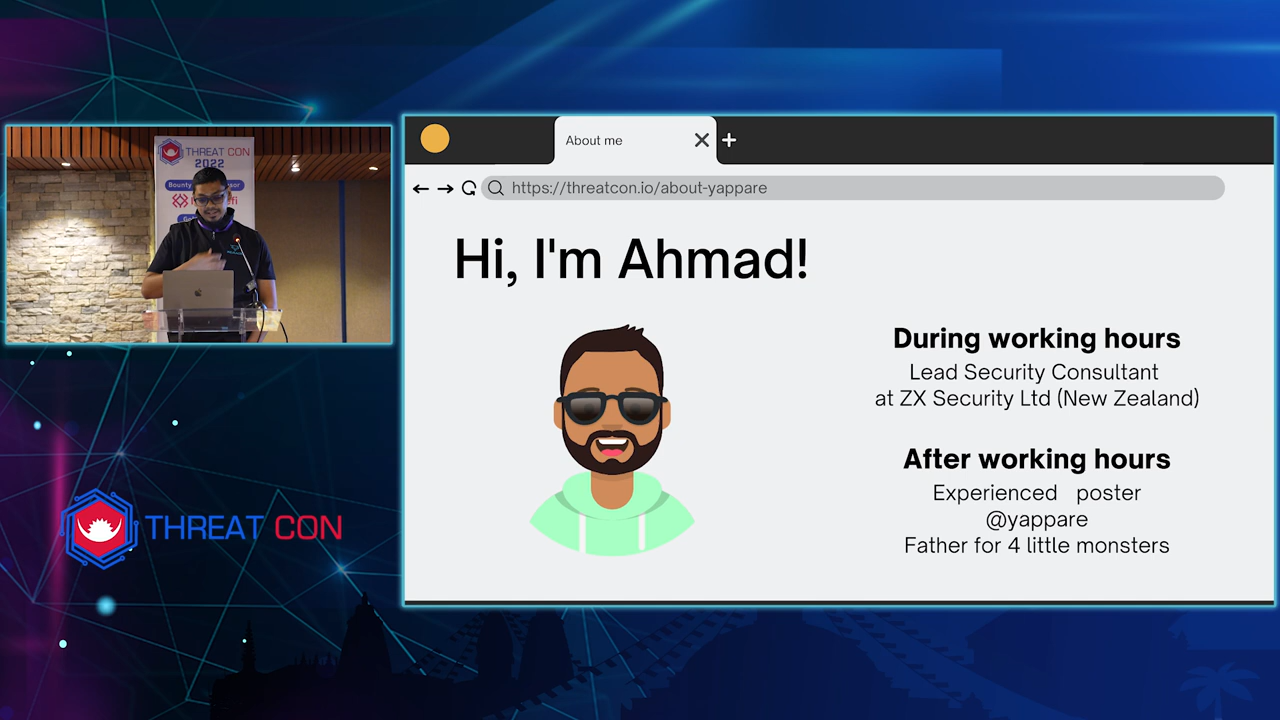 THREAT CON
2022
Bounty
THREAT CON
About me
https://threatcon.io/about-yappare
Hi, I'm Ahmad!
During working hours
Lead Security Consultant
at ZX Security Ltd (New Zealand)
After working hours
Experienced poster
@yappare
Father for 4 little monsters